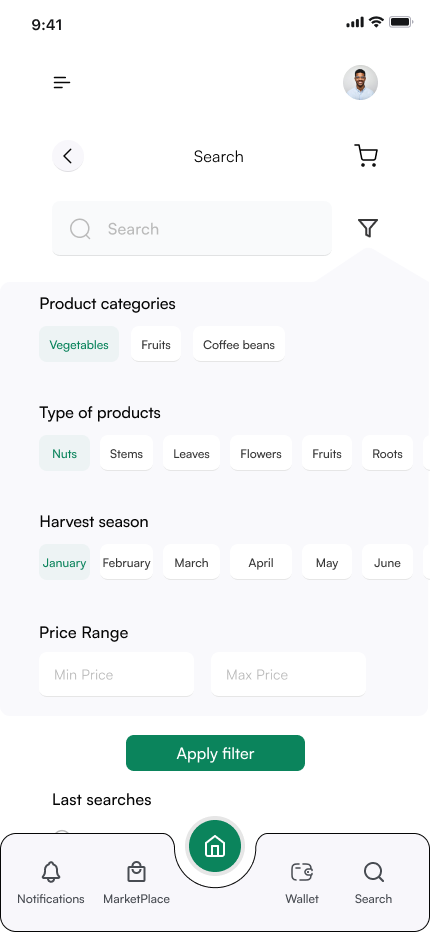 9:41
Search
Search
Product categories
Vegetables Fruits Coffee beans
Type of products
Nuts Stems Leaves Flowers Fruits Roots
Harvest season
January February March April May June
Price Range
Min Price Max Price
Apply filter
Last searches
Notifications MarketPlace Wallet Search